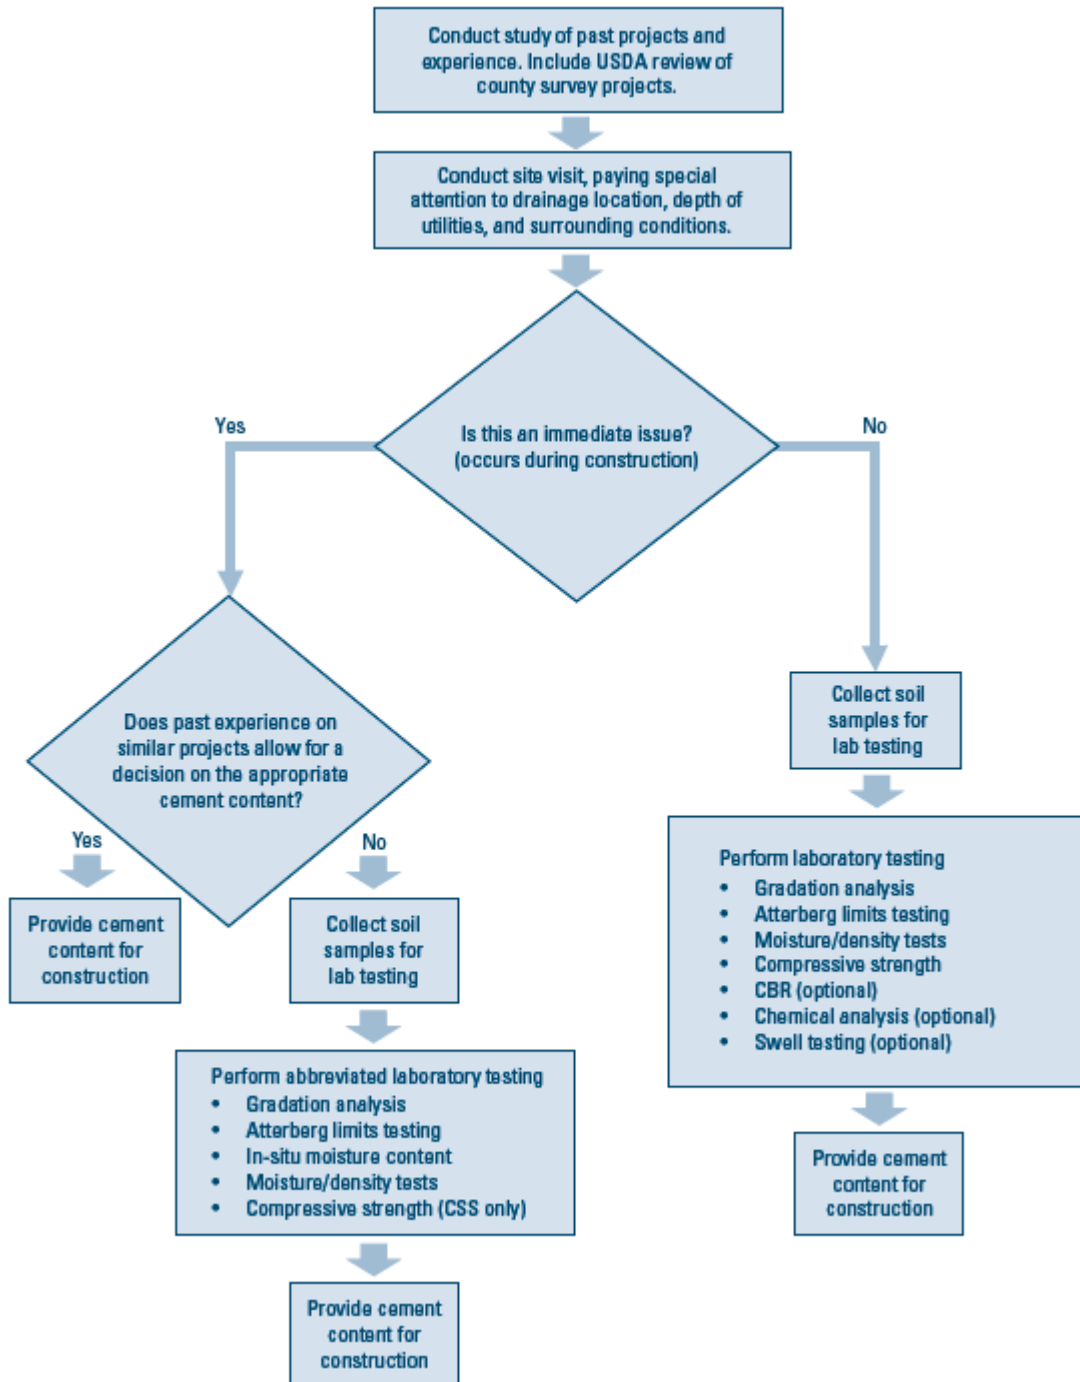 Conduct study of past projects and
experience. Include USDA review of
county survey projects.
Conduct site visit, paying special
attention to drainage location, depth of
utilities, and surrounding conditions.
Is this an immediate issue?
(occurs during construction)
Yes
No
Does past experience on
similar projects allow for a
decision on the appropriate
cement content?
Yes
No
Provide cement
content for
construction
Collect soil
samples for
lab testing
Perform abbreviated laboratory testing
• Gradation analysis
• Atterberg limits testing
• In-situ moisture content
• Moisture/density tests
• Compressive strength (CSS only)
Provide cement
content for
construction
Collect soil
samples for
lab testing
Perform laboratory testing
• Gradation analysis
• Atterberg limits testing
• Moisture/density tests
• Compressive strength
• CBR (optional)
• Chemical analysis (optional)
• Swell testing (optional)
Provide cement
content for
construction